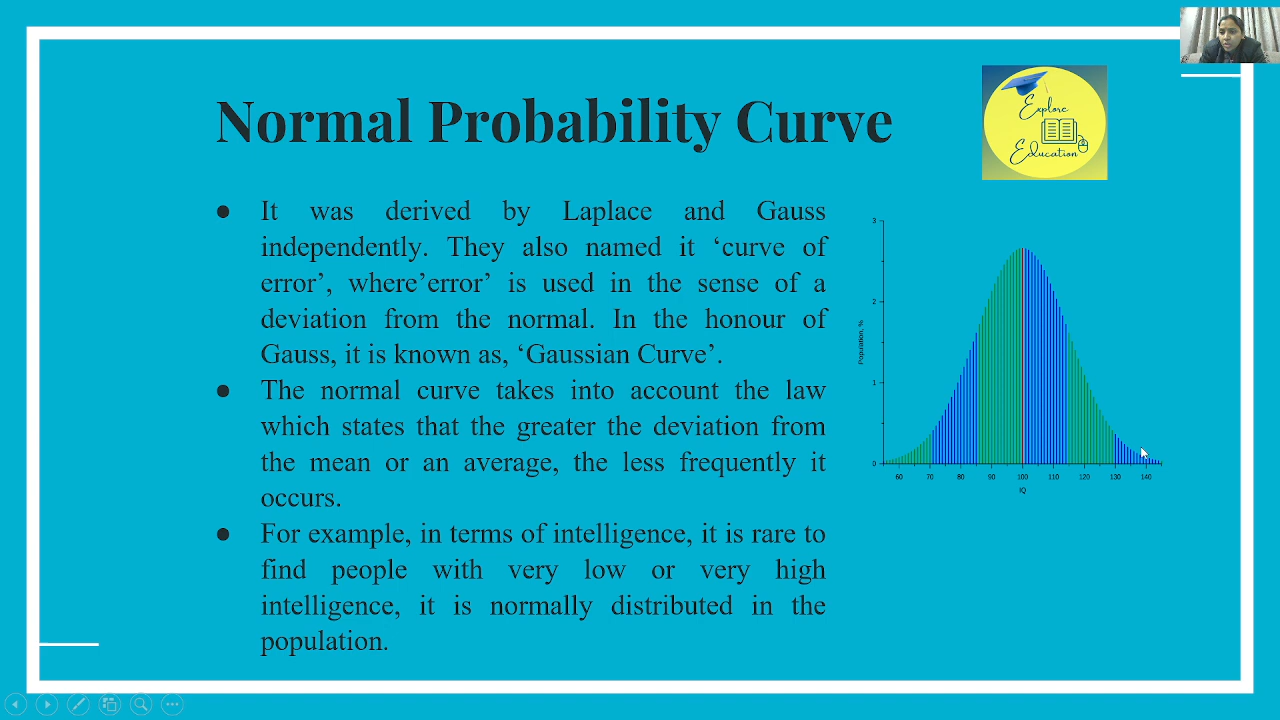 Normal Probability Curve
Explore
Education
● It was derived by Laplace and Gauss
independently. They also named it ‘curve of
error’, where’error’ is used in the sense of a
deviation from the normal. In the honour of
Gauss, it is known as, ‘Gaussian Curve’.
● The normal curve takes into account the law
which states that the greater the deviation from
the mean or an average, the less frequently it
occurs.
● For example, in terms of intelligence, it is rare to
find people with very low or very high
intelligence, it is normally distributed in the
population.
3
2
1
0
Population, %
60 70 80 90 100 110 120 130 140
IQ